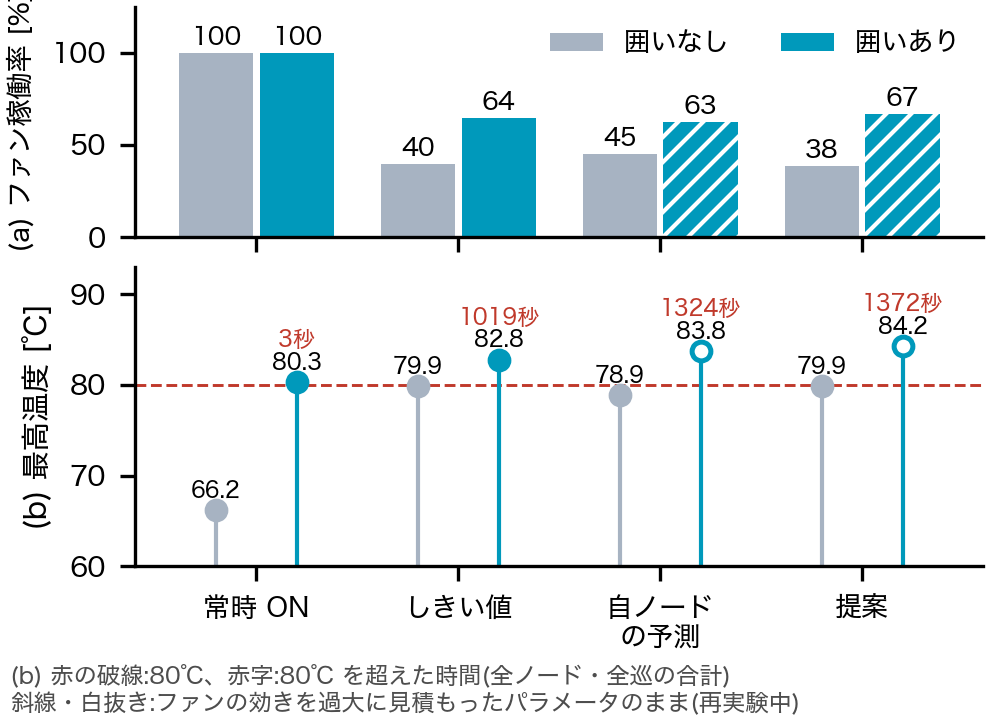 (a) ファン稼働率 [%]
100
50
0
囲いなし
囲いあり
100 100
40 64
45 63
38 67
(b) 最高温度 [℃]
90
80
70
60
66.2
3秒
80.3
79.9
1019秒
82.8
78.9
1324秒
83.8
79.9
1372秒
84.2
常時 ON
しきい値
自ノード
の予測
提案
(b) 赤の破線:80℃、赤字:80℃ を超えた時間(全ノード・全巡の合計)
斜線・白抜き:ファンの効きを過大に見積もったパラメータのまま(再実験中)